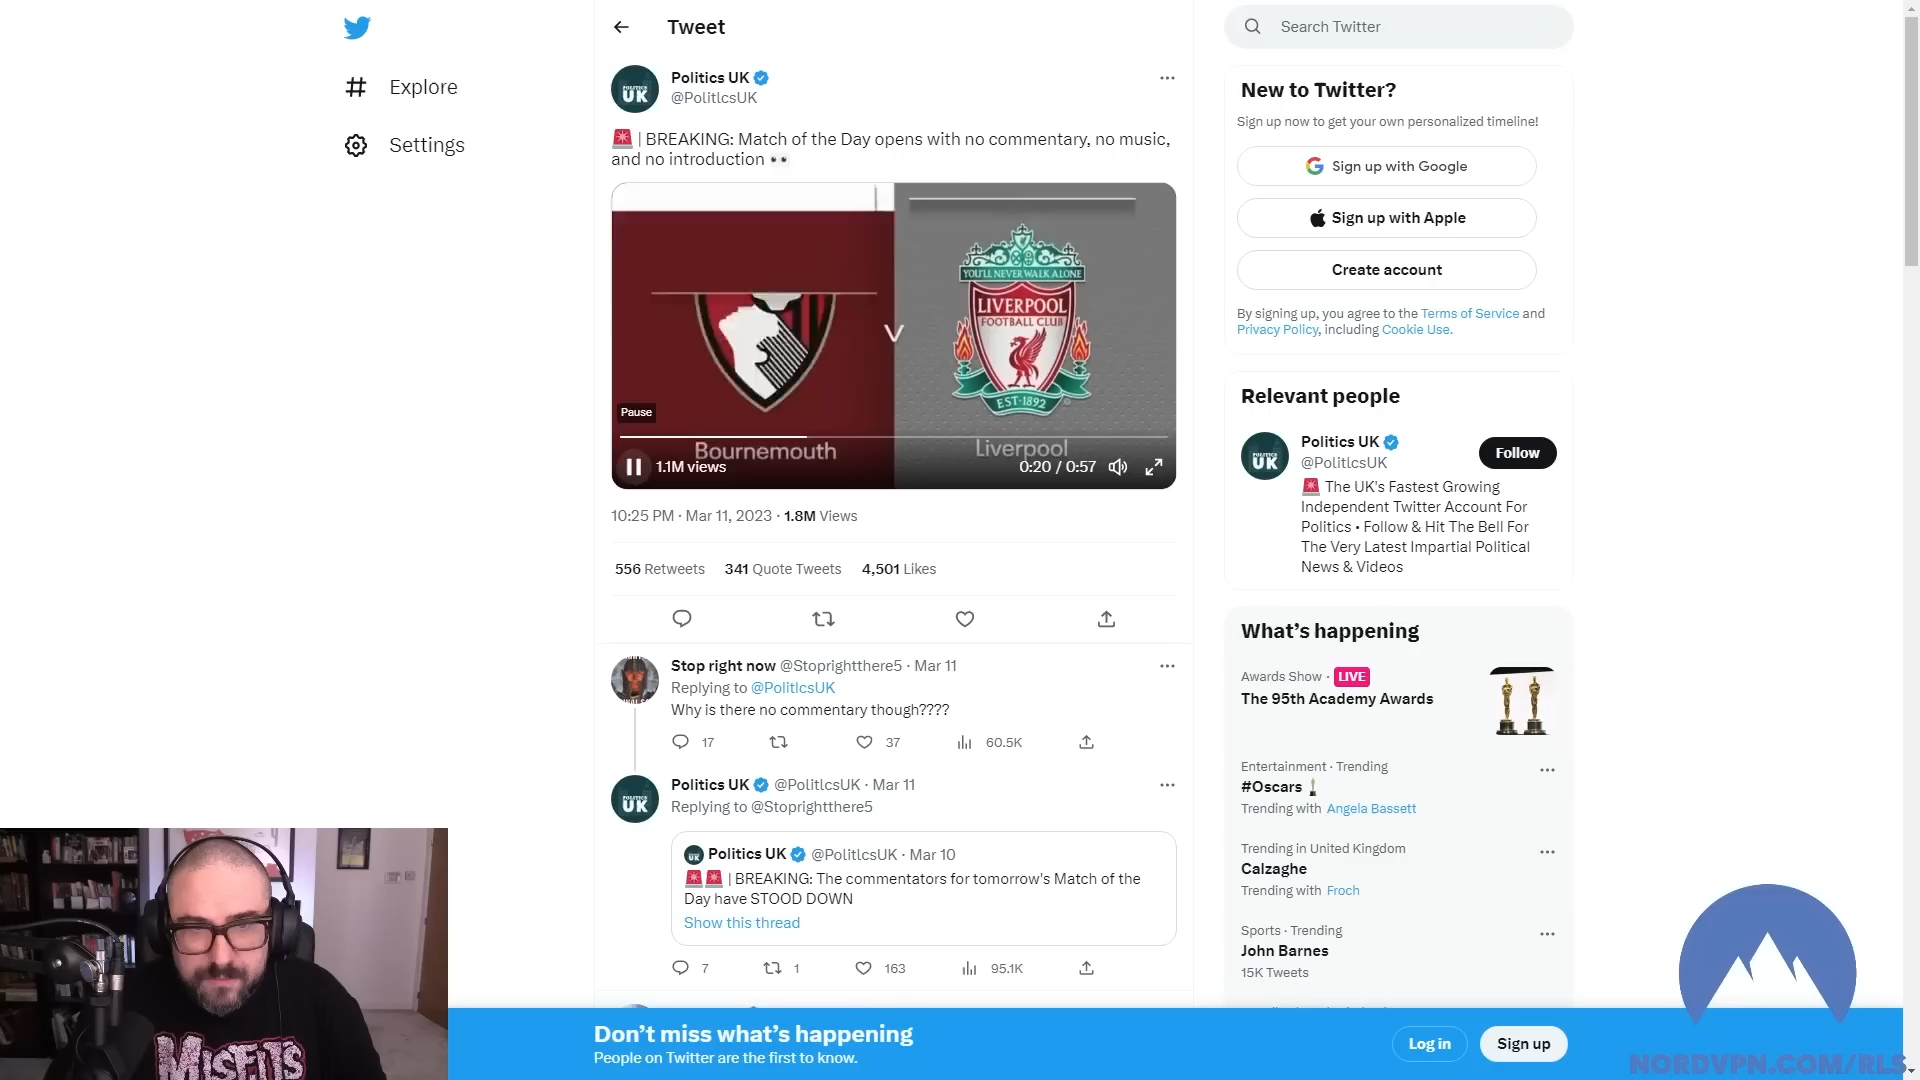 Explore
Settings
Tweet
Politics UK
@PolitlcsUK
| BREAKING: Match of the Day opens with no commentary, no music,
and no introduction
YOU'LL NEVER WALK ALONE
LIVERPOOL
FOOTBALL CLUB
EST·1892
V
Bournemouth
Liverpool
Pause
1.1M views
0:20 / 0:57
10:25 PM · Mar 11, 2023 · 1.8M Views
556 Retweets 341 Quote Tweets 4,501 Likes
Stop right now @Stoprightthere5 · Mar 11
Replying to @PolitlcsUK
Why is there no commentary though????
17 37 60.5K
Politics UK @PolitlcsUK · Mar 11
Replying to @Stoprightthere5
Politics UK @PolitlcsUK · Mar 10
| BREAKING: The commentators for tomorrow's Match of the
Day have STOOD DOWN
Show this thread
7 1 163 95.1K
Search Twitter
New to Twitter?
Sign up now to get your own personalized timeline!
Sign up with Google
Sign up with Apple
Create account
By signing up, you agree to the Terms of Service and
Privacy Policy, including Cookie Use.
Relevant people
Politics UK
@PolitlcsUK
Follow
The UK's Fastest Growing
Independent Twitter Account For
Politics • Follow & Hit The Bell For
The Very Latest Impartial Political
News & Videos
What's happening
Awards Show · LIVE
The 95th Academy Awards
Entertainment · Trending
#Oscars
Trending with Angela Bassett
Trending in United Kingdom
Calzaghe
Trending with Froch
Sports · Trending
John Barnes
15K Tweets
Don't miss what's happening
People on Twitter are the first to know.
Log in
Sign up
NORDVPN.COM/RLS
MISFITS
POLITICS
UK